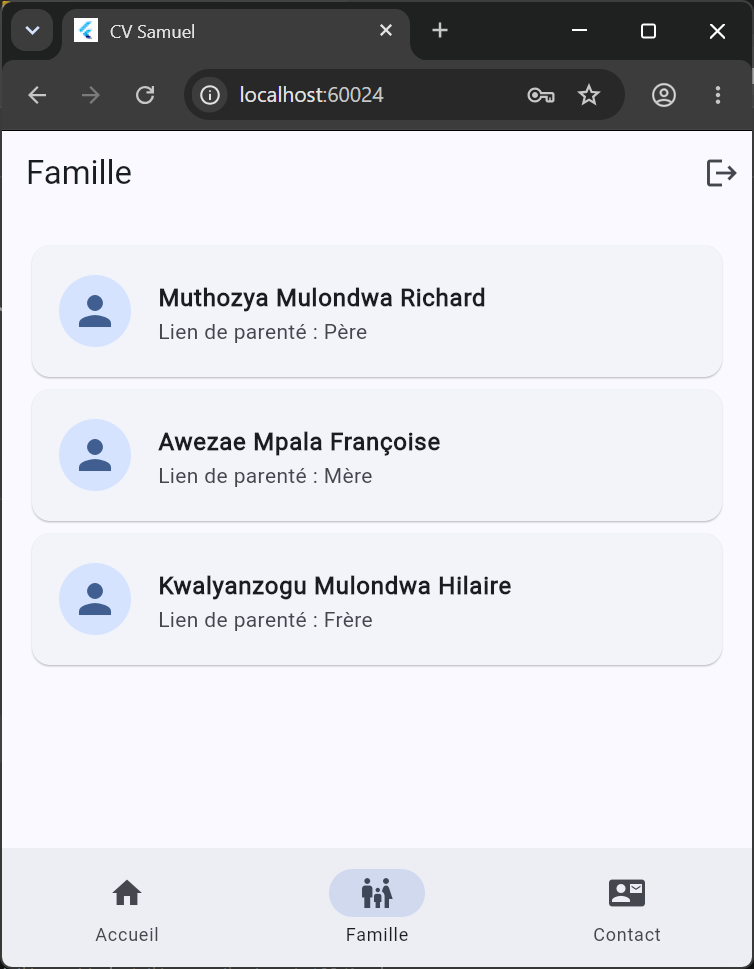 CV Samuel
localhost:60024
Famille
Muthozya Mulondwa Richard
Lien de parenté : Père
Awezae Mpala Françoise
Lien de parenté : Mère
Kwalyanzogu Mulondwa Hilaire
Lien de parenté : Frère
Accueil
Famille
Contact